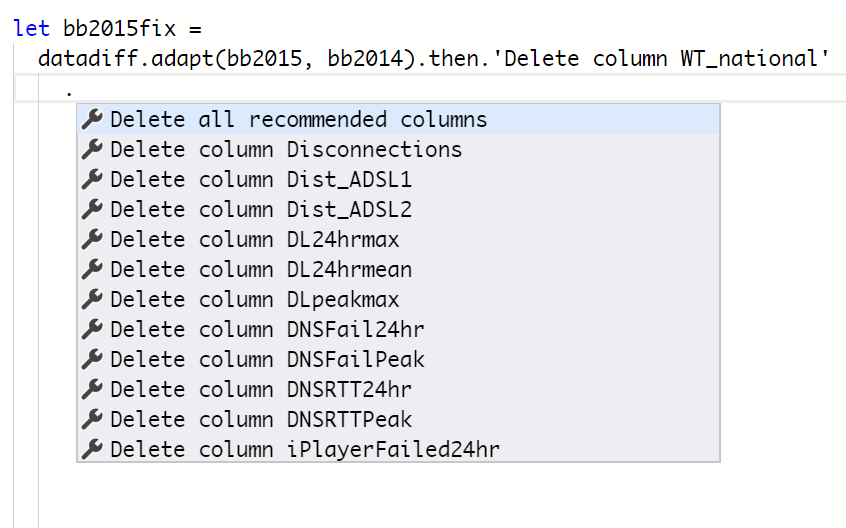 let bb2015fix =
datadiff.adapt(bb2015, bb2014).then.'Delete column WT_national'
.
Delete all recommended columns
Delete column Disconnections
Delete column Dist_ADSL1
Delete column Dist_ADSL2
Delete column DL24hrmax
Delete column DL24hrmean
Delete column DLpeakmax
Delete column DNSFail24hr
Delete column DNSFailPeak
Delete column DNSRTT24hr
Delete column DNSRTTPeak
Delete column iPlayerFailed24hr